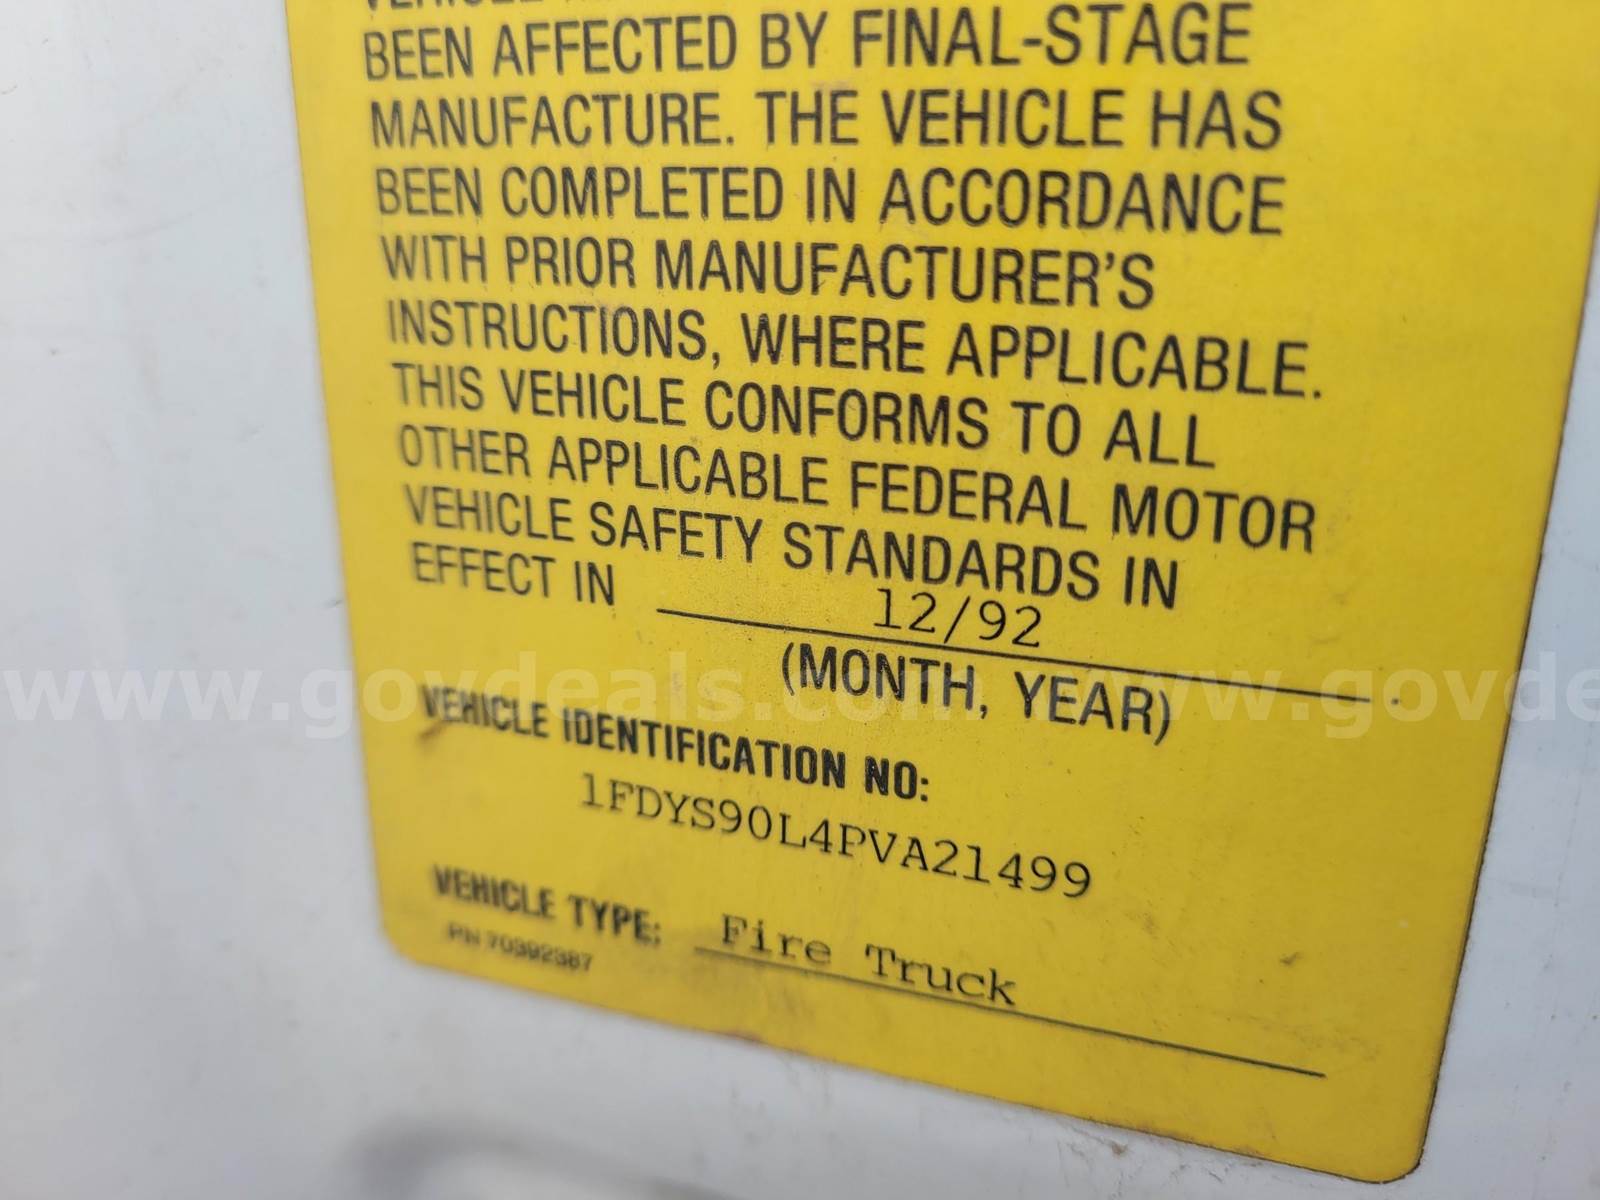 BEEN AFFECTED BY FINAL-STAGE
MANUFACTURE. THE VEHICLE HAS
BEEN COMPLETED IN ACCORDANCE
WITH PRIOR MANUFACTURER'S
INSTRUCTIONS, WHERE APPLICABLE.
THIS VEHICLE CONFORMS TO ALL
OTHER APPLICABLE FEDERAL MOTOR
VEHICLE SAFETY STANDARDS IN
EFFECT IN 12/92.
(MONTH, YEAR)
www.govdeals.com www.govde
VEHICLE IDENTIFICATION NO:
1FDYS90L4PVA21499
VEHICLE TYPE: Fire Truck
PN 70392387